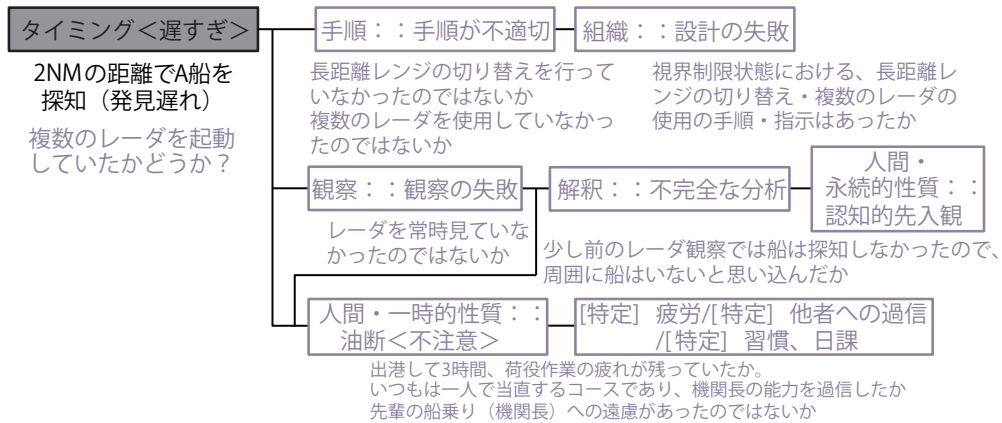 タイミング＜遅すぎ＞
手順：：手順が不適切
組織：：設計の失敗
2NMの距離でA船を
探知（発見遅れ）
複数のレーダを起動
していたかどうか？
長距離レンジの切り替えを行って
いなかったのではないか
複数のレーダを使用していなかっ
たのではないか
視界制限状態における、長距離レ
ンジの切り替え・複数のレーダの
使用の手順・指示はあったか
観察：：観察の失敗
解釈：：不完全な分析
人間・
永続的性質：：
認知的先入観
レーダを常時見ていな
かったのではないか
少し前のレーダ観察では船は探知しなかったので、
周囲に船はいないと思い込んだか
人間・一時的性質：：
油断＜不注意＞
[特定] 疲労/[特定] 他者への過信
/[特定] 習慣、日課
出港して3時間、荷役作業の疲れが残っていたか。
いつもは一人で当直するコースであり、機関長の能力を過信したか
先輩の船乗り（機関長）への遠慮があったのではないか